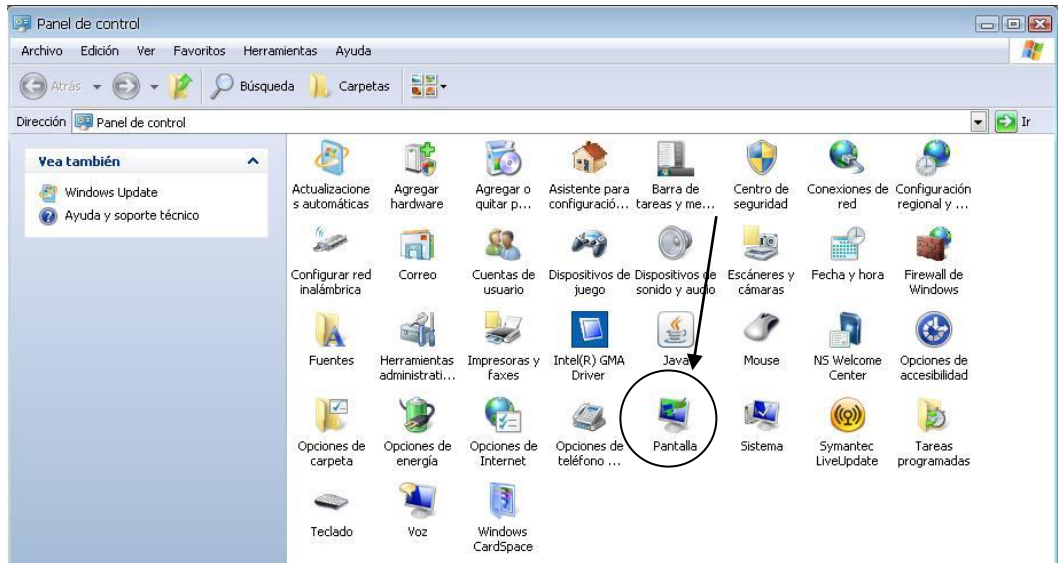 Panel de control
Archivo Edición Ver Favoritos Herramientas Ayuda
Atrás Búsqueda Carpetas
Dirección Panel de control Ir
Vea también
Windows Update
Ayuda y soporte técnico
Actualizacione Agregar Agregar o Asistente para Barra de Centro de Conexiones de Configuración
s automáticas hardware quitar p... configuració... tareas y me... seguridad red regional y ...
Configurar red Correo Cuentas de Dispositivos de Dispositivos de Escáneres y Fecha y hora Firewall de
inalámbrica usuario juego sonido y audio cámaras Windows
Fuentes Herramientas Impresoras y Intel(R) GMA Java Mouse NS Welcome Opciones de
administrati... faxes Driver Center accesibilidad
Opciones de Opciones de Opciones de Opciones de Pantalla Sistema Symantec Tareas
carpeta energía Internet teléfono ... LiveUpdate programadas
Teclado Voz Windows
CardSpace